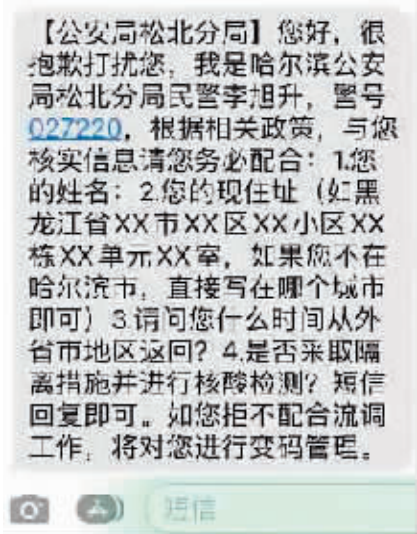 【公安局松北分局】您好，很
抱歉打扰您，我是哈尔滨公安
局松北分局民警李旭升，警号
027220，根据相关政策，与您
核实信息请您务必配合：1.您
的姓名：2.您的现住址（如黑
龙江省XX市XX区XX小区XX
栋XX单元XX室，如果您不在
哈尔滨市，直接写在哪个城市
即可）3.请问您什么时间从外
省市地区返回？4.是否采取隔
离措施并进行核酸检测？短信
回复即可。如您拒不配合流调
工作，将对您进行变码管理。
短信